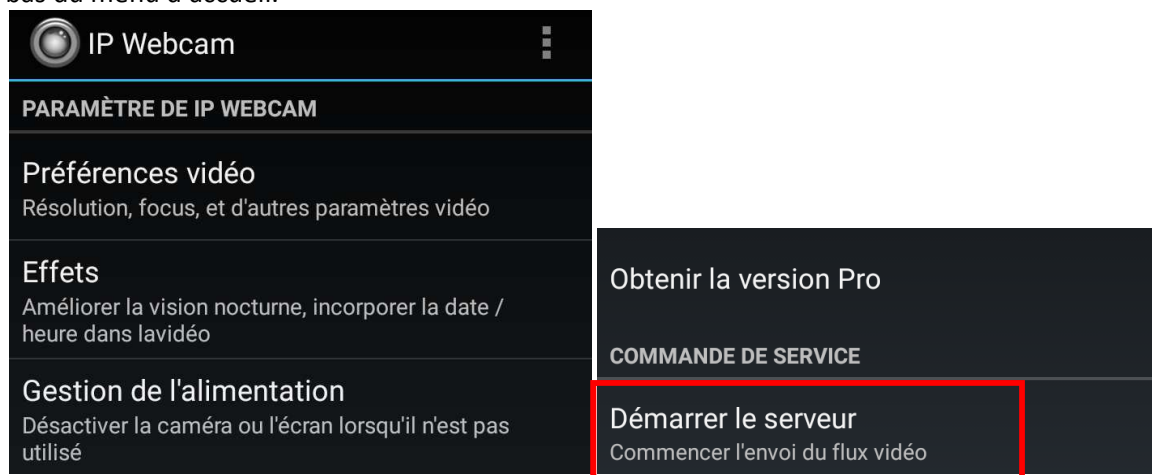 bas du menu d'accueil.
IP Webcam
PARAMÈTRE DE IP WEBCAM
Préférences vidéo
Résolution, focus, et d'autres paramètres vidéo
Effets
Améliorer la vision nocturne, incorporer la date /
heure dans lavidéo
Gestion de l'alimentation
Désactiver la caméra ou l'écran lorsqu'il n'est pas
utilisé
Obtenir la version Pro
COMMANDE DE SERVICE
Démarrer le serveur
Commencer l'envoi du flux vidéo